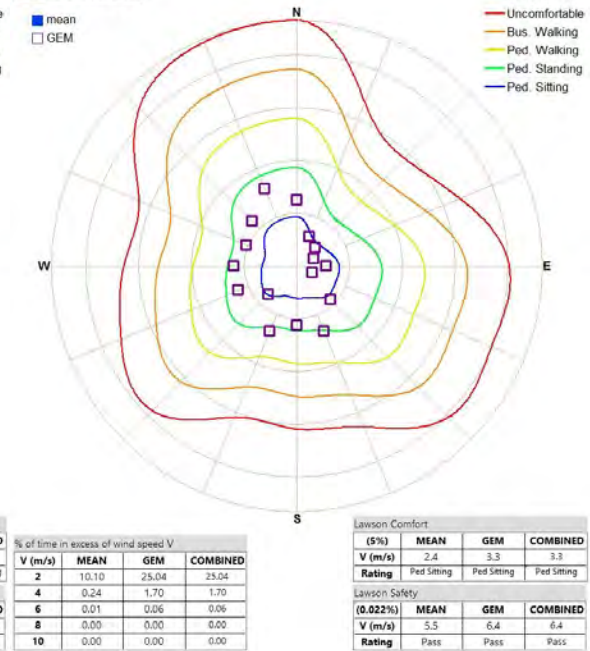 mean
GEM
N
W
E
S
Uncomfortable
Bus. Walking
Ped. Walking
Ped. Standing
Ped. Sitting
% of time in excess of wind speed V
V (m/s) MEAN GEM COMBINED
2 10.10 25.04 25.04
4 0.24 1.70 1.70
6 0.01 0.06 0.06
8 0.00 0.00 0.00
10 0.00 0.00 0.00
Lawson Comfort
(5%) MEAN GEM COMBINED
V (m/s) 2.4 3.3 3.3
Rating Ped Sitting Ped Sitting Ped Sitting
Lawson Safety
(0.022%) MEAN GEM COMBINED
V (m/s) 5.5 6.4 6.4
Rating Pass Pass Pass